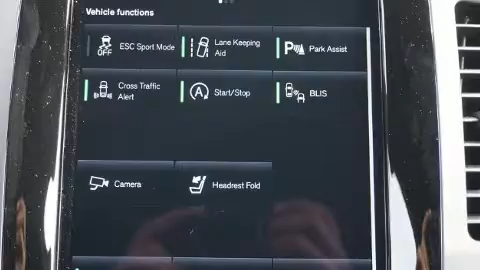 Vehicle functions
OFF
ESC Sport Mode
Lane Keeping
Aid
P
Park Assist
Cross Traffic
Alert
A
Start/Stop
BLIS
Camera
Headrest Fold